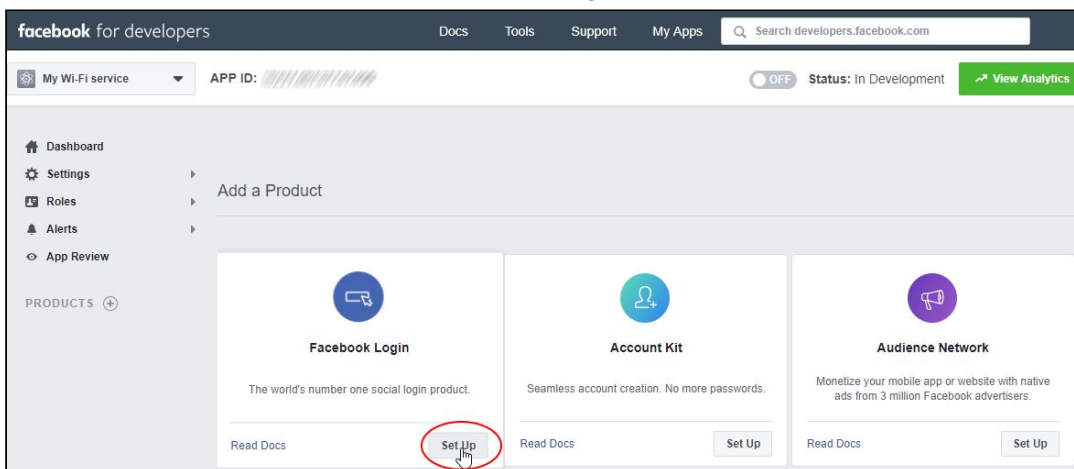 facebook for developers Docs Tools Support My Apps Search developers.facebook.com
My Wi-Fi service APP ID: OFF Status: In Development View Analytics
Dashboard
Settings
Roles
Alerts
App Review
PRODUCTS
Add a Product
Facebook Login
The world's number one social login product.
Read Docs Set Up
Account Kit
Seamless account creation. No more passwords.
Read Docs Set Up
Audience Network
Monetize your mobile app or website with native
ads from 3 million Facebook advertisers.
Read Docs Set Up